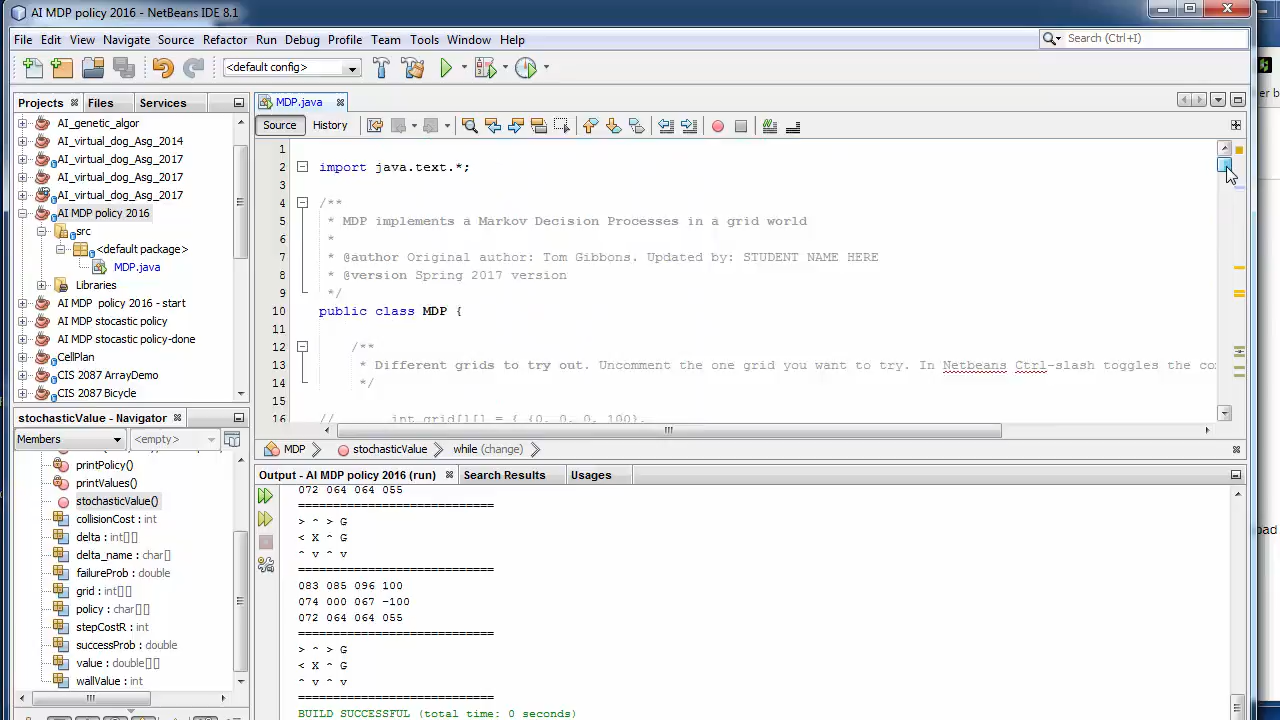 AI MDP policy 2016 - NetBeans IDE 8.1
File Edit View Navigate Source Refactor Run Debug Profile Team Tools Window Help
Search (Ctrl+I)
<default config>
Projects Files Services
AI_genetic_algor
AI_virtual_dog_Asg_2014
AI_virtual_dog_Asg_2017
AI_virtual_dog_Asg_2017
AI_virtual_dog_Asg_2017
AI MDP policy 2016
src
<default package>
MDP.java
Libraries
AI MDP policy 2016 - start
AI MDP stocastic policy
AI MDP stocastic policy-done
CellPlan
CIS 2087 ArrayDemo
CIS 2087 Bicycle
stochasticValue - Navigator
Members <empty>
printPolicy()
printValues()
stochasticValue()
collisionCost : int
delta : int[][]
delta_name : char[]
failureProb : double
grid : int[][]
policy : char[][]
stepCostR : int
successProb : double
value : double[][]
wallValue : int
MDP.java
Source History
1
2 import java.text.*;
3
4 /**
5 * MDP implements a Markov Decision Processes in a grid world
6 *
7 * @author Original author: Tom Gibbons. Updated by: STUDENT NAME HERE
8 * @version Spring 2017 version
9 */
10 public class MDP {
11
12 /**
13 * Different grids to try out. Uncomment the one grid you want to try. In Netbeans Ctrl-slash toggles the co
14 */
15
16 // int grid[][] = { {0, 0, 0, 100},
MDP stochasticValue while (change)
Output - AI MDP policy 2016 (run) Search Results Usages
072 064 064 055
===========================
> ^ > G
< X ^ G
^ v ^ v
===========================
083 085 096 100
074 000 067 -100
072 064 064 055
===========================
> ^ > G
< X ^ G
^ v ^ v
===========================
BUILD SUCCESSFUL (total time: 0 seconds)
er b
oad